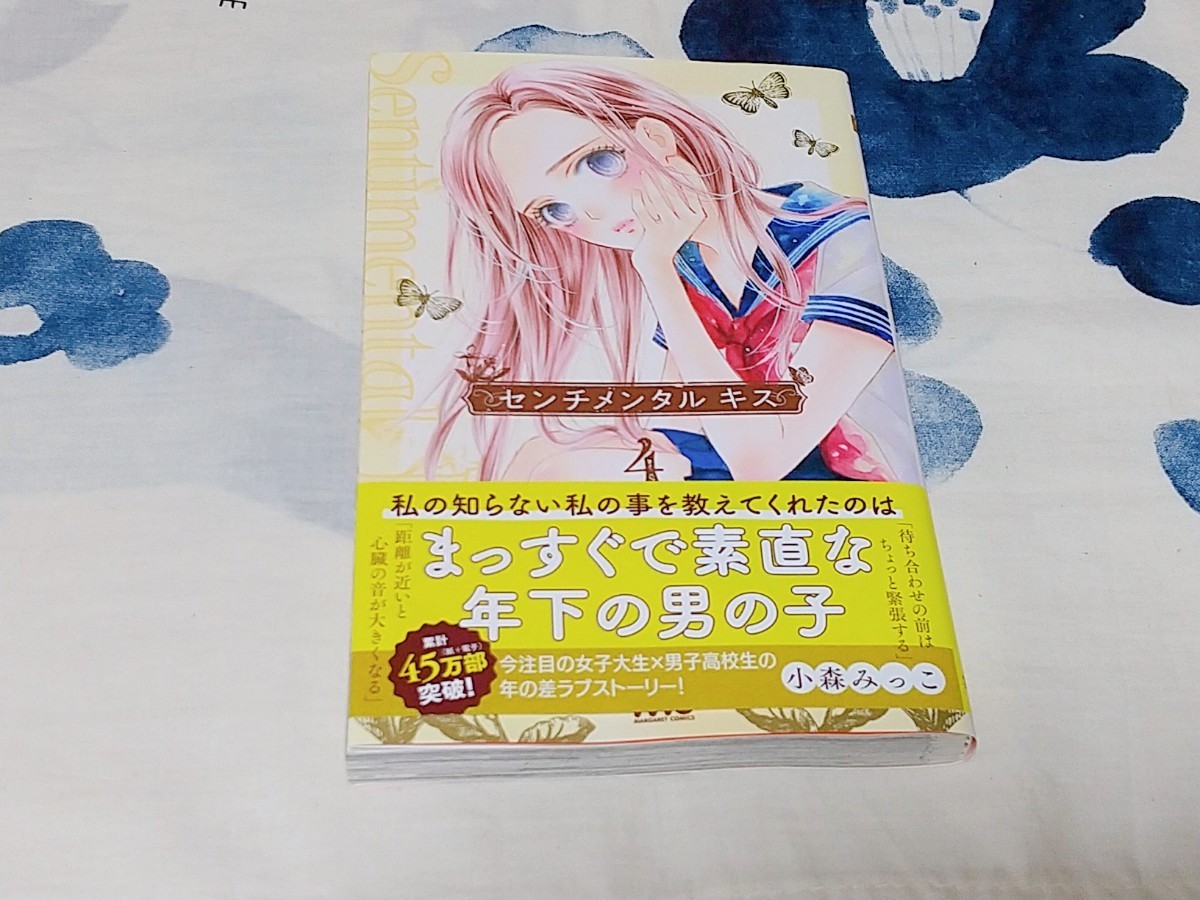 Sentimental
センチメンタル キス
4
私の知らない私の事を教えてくれたのは
まっすぐで素直な
年下の男の子
「待ち合わせの前は
ちょっと緊張する」
「距離が近いと
心臓の音が大きくなる」
累計
(紙+電子)
45万部
突破!
今注目の女子大生×男子高校生の
年の差ラブストーリー!
小森みっこ
MARGARET COMICS